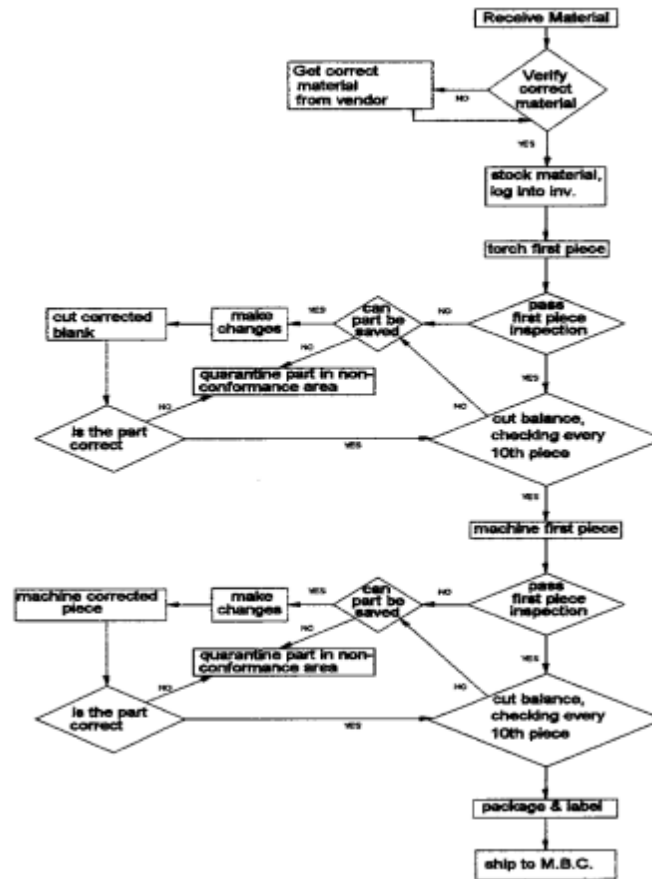 Receive Material
Get correct
material
from vendor
NO
Verify
correct
material
YES
stock material,
log into inv.
torch first piece
cut corrected
blank
make
changes
YES
can
part be
saved
NO
pass
first piece
inspection
NO
YES
quarantine part in non-
conformance area
NO
is the part
correct
YES
NO
cut balance,
checking every
10th piece
YES
machine first piece
machine corrected
piece
make
changes
YES
can
part be
saved
NO
pass
first piece
inspection
NO
YES
quarantine part in non-
conformance area
NO
is the part
correct
YES
NO
cut balance,
checking every
10th piece
package & label
ship to M.B.C.